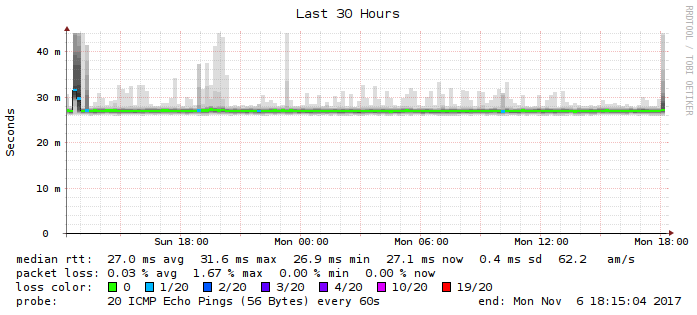 Last 30 Hours
RRDTOOL / TOBI OETIKER
Seconds
40 m
30 m
20 m
10 m
0
Sun 18:00 Mon 00:00 Mon 06:00 Mon 12:00 Mon 18:00
median rtt: 27.0 ms avg 31.6 ms max 26.9 ms min 27.1 ms now 0.4 ms sd 62.2 am/s
packet loss: 0.03 % avg 1.67 % max 0.00 % min 0.00 % now
loss color: 0 1/20 2/20 3/20 4/20 10/20 19/20
probe: 20 ICMP Echo Pings (56 Bytes) every 60s end: Mon Nov 6 18:15:04 2017